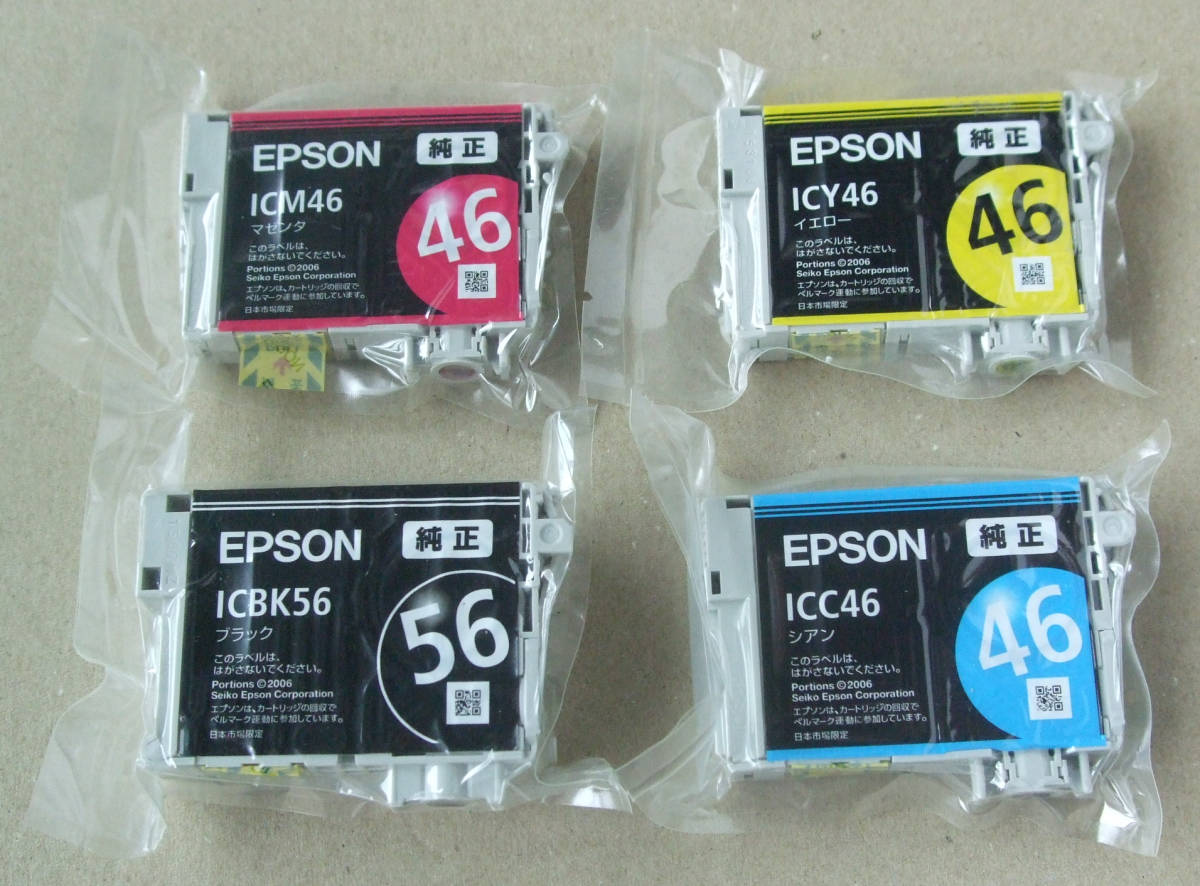 EPSON 純正
ICM46
マゼンタ
46
このラベルは、
はがさないでください。
Portions ©2006
Seiko Epson Corporation
エプソンは、カートリッジの回収で
ベルマーク運動に参加しています。
日本市場限定
EPSON 純正
ICY46
イエロー
46
このラベルは、
はがさないでください。
Portions ©2006
Seiko Epson Corporation
エプソンは、カートリッジの回収で
ベルマーク運動に参加しています。
日本市場限定
EPSON 純正
ICBK56
ブラック
56
このラベルは、
はがさないでください。
Portions ©2006
Seiko Epson Corporation
エプソンは、カートリッジの回収で
ベルマーク運動に参加しています。
日本市場限定
EPSON 純正
ICC46
シアン
46
このラベルは、
はがさないでください。
Portions ©2006
Seiko Epson Corporation
エプソンは、カートリッジの回収で
ベルマーク運動に参加しています。
日本市場限定